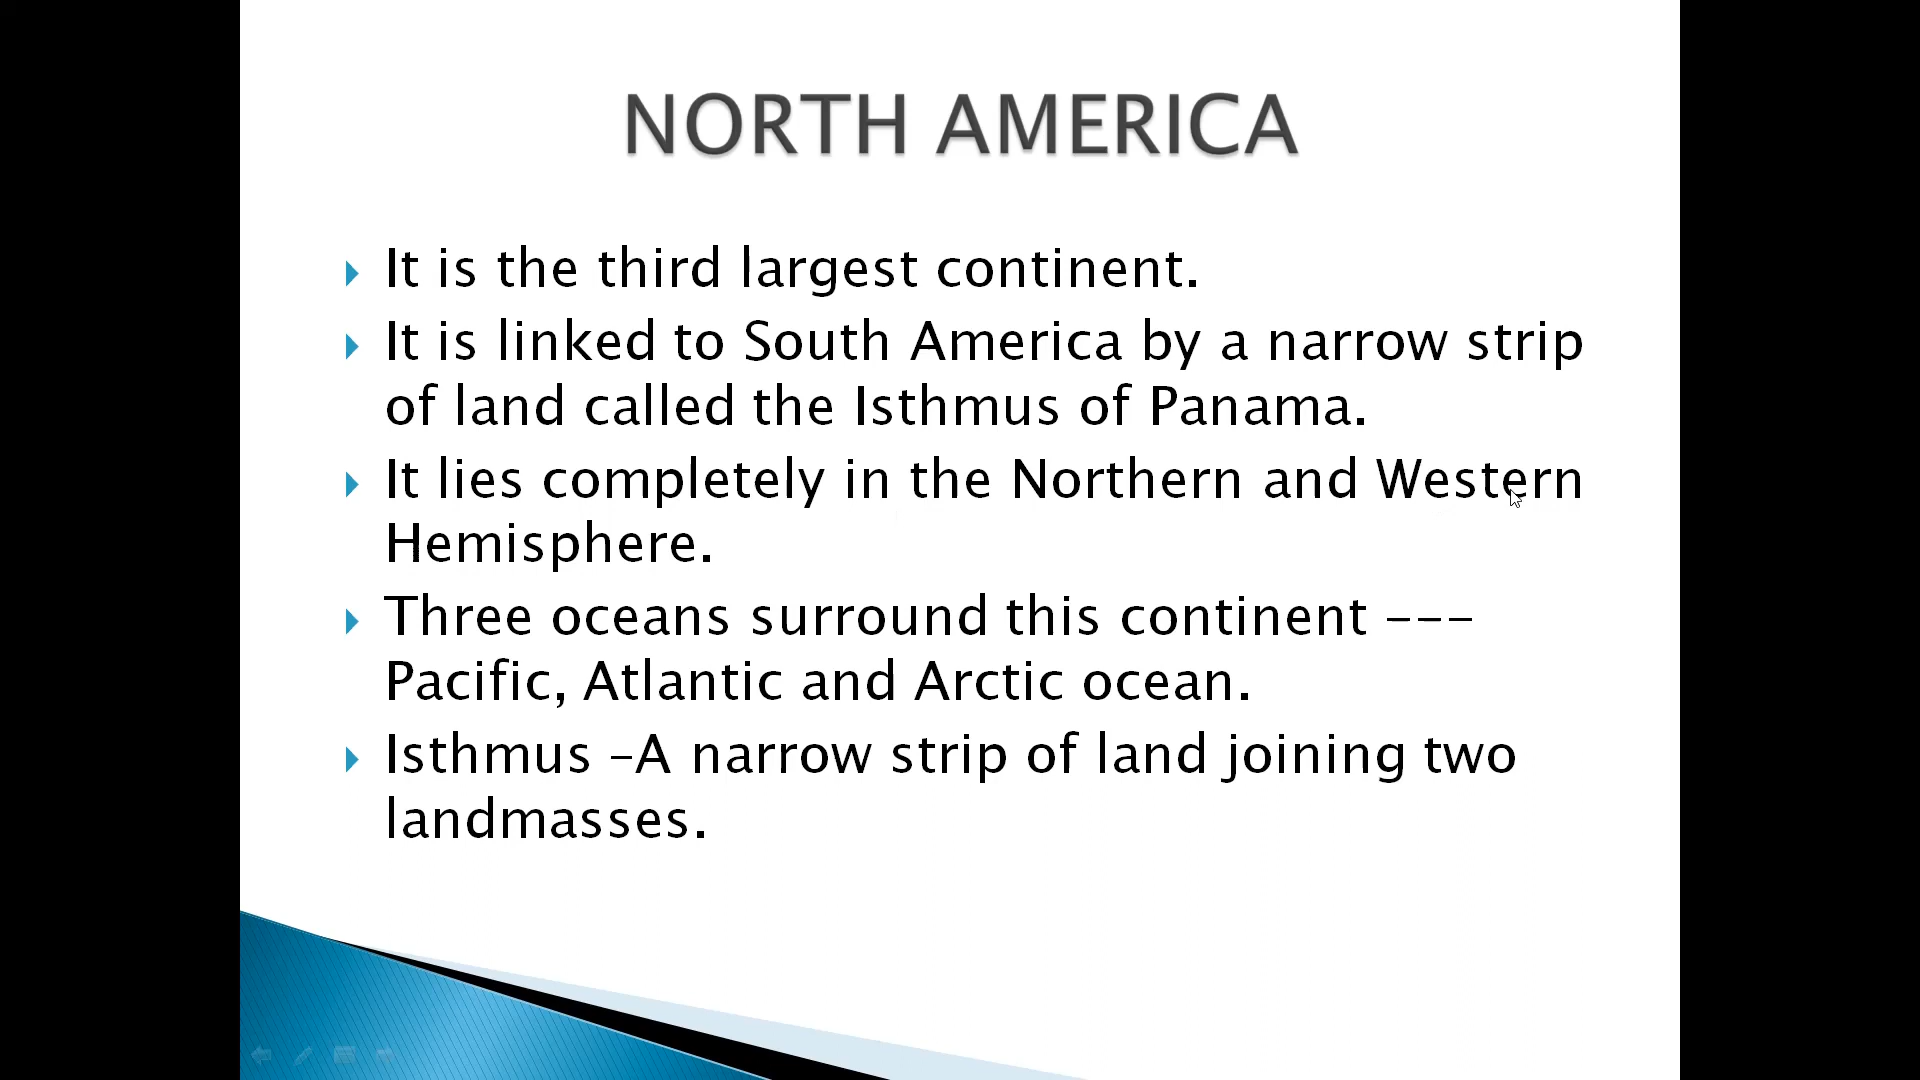 NORTH AMERICA
It is the third largest continent.
It is linked to South America by a narrow strip
of land called the Isthmus of Panama.
It lies completely in the Northern and Western
Hemisphere.
Three oceans surround this continent ---
Pacific, Atlantic and Arctic ocean.
Isthmus –A narrow strip of land joining two
landmasses.